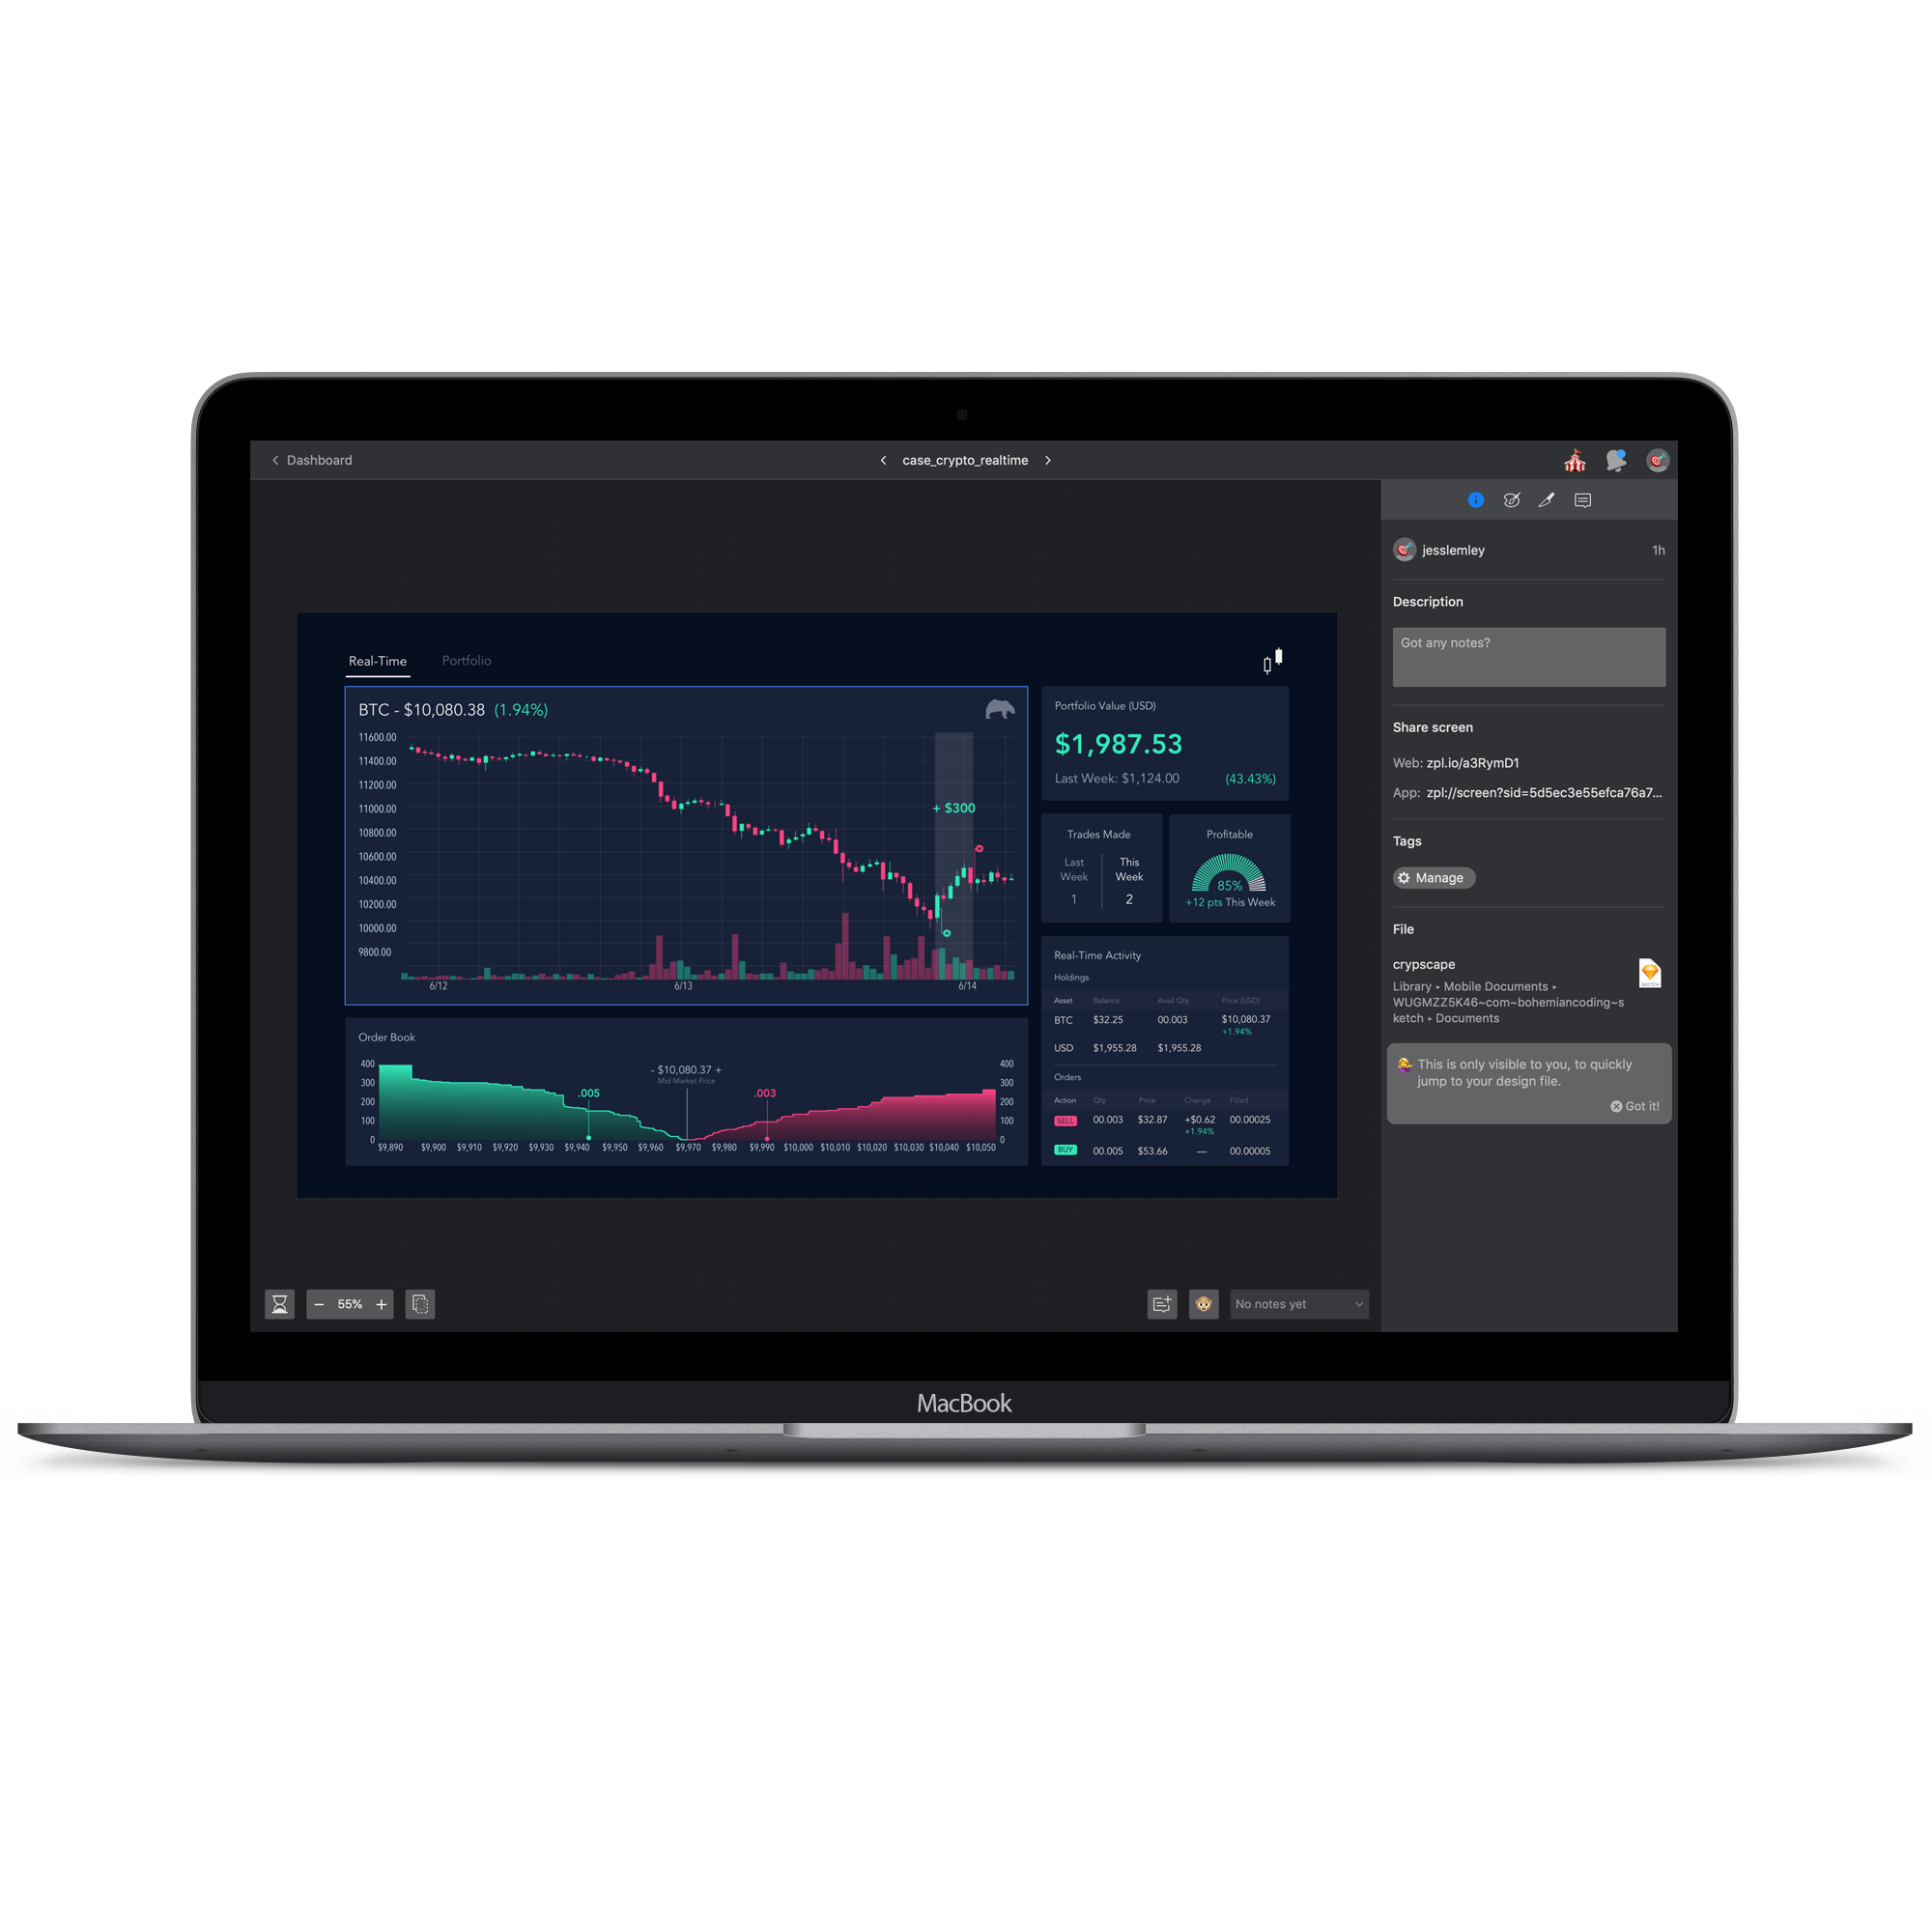 Dashboard
case_crypto_realtime
jesslemley
1h
Description
Got any notes?
Share screen
Web: zpl.io/a3RymD1
App: zpl://screen?sid=5d5ec3e55efca76a7...
Tags
Manage
File
crypscape
Library ▸ Mobile Documents ▸
WUGMZZ5K46~com~bohemiancoding~s
ketch ▸ Documents
SKETCH
This is only visible to you, to quickly
jump to your design file.
Got it!
Real-Time
Portfolio
BTC - $10,080.38 (1.94%)
11600.00
11400.00
11200.00
11000.00
10800.00
10600.00
10400.00
10200.00
10000.00
9800.00
+ $300
6/12
6/13
6/14
Order Book
400
300
200
100
0
.005
- $10,080.37 +
Mid Market Price
.003
400
300
200
100
0
$9,890 $9,900 $9,910 $9,920 $9,930 $9,940 $9,950 $9,960 $9,970 $9,980 $9,990 $10,000 $10,010 $10,020 $10,030 $10,040 $10,050
Portfolio Value (USD)
$1,987.53
Last Week: $1,124.00 (43.43%)
Trades Made
Last Week
1
This Week
2
Profitable
85%
+12 pts This Week
Real-Time Activity
Holdings
Asset Balance Avail Qty Price (USD)
BTC $32.25 00.003 $10,080.37
+1.94%
USD $1,955.28 $1,955.28
Orders
Action Qty Price Change Filled
SELL 00.003 $32.87 +$0.62 00.00025
+1.94%
BUY 00.005 $53.66 — 00.00005
55%
No notes yet
MacBook